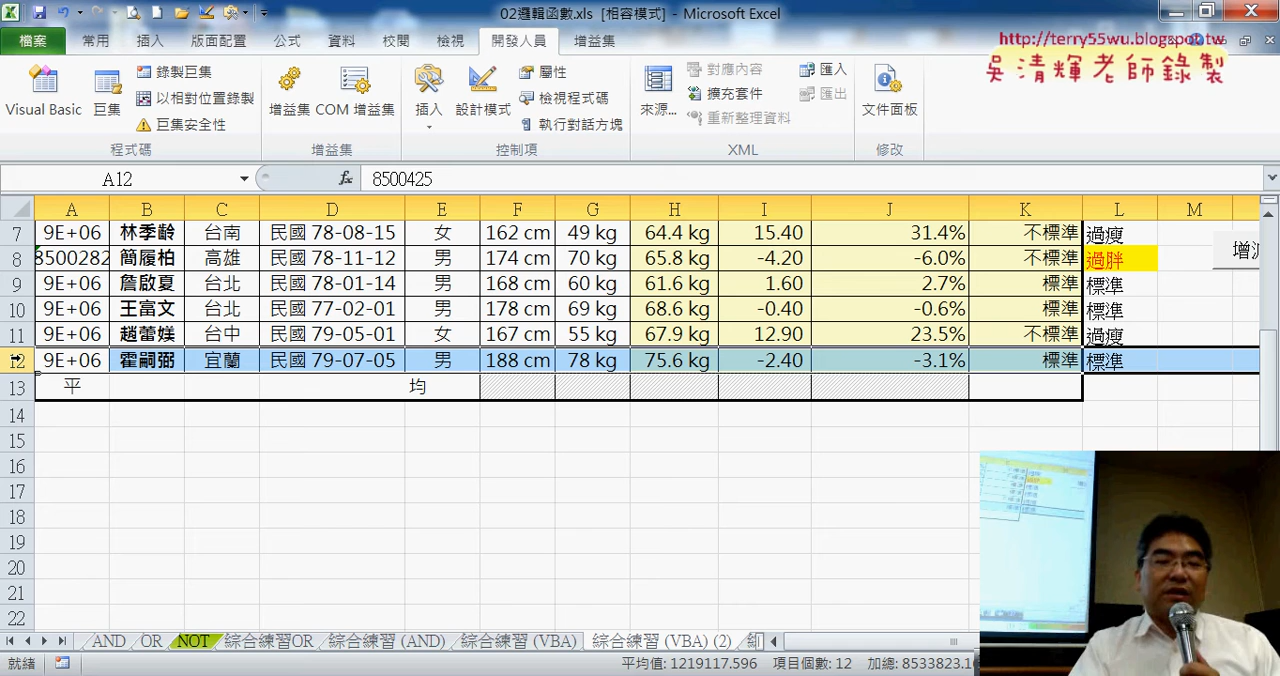 02邏輯函數.xls [相容模式] - Microsoft Excel
http://terry55wu.blogspot.tw
吳清輝老師錄製
檔案 常用 插入 版面配置 公式 資料 校閱 檢視 開發人員 增益集
Visual Basic 巨集 錄製巨集 以相對位置錄製 巨集安全性
增益集 COM 增益集
插入 設計模式 屬性 檢視程式碼 執行對話方塊
來源... 對應內容 擴充套件 重新整理資料 匯入 匯出
文件面板
程式碼 增益集 控制項 XML 修改
A12 fx 8500425
A B C D E F G H I J K L M
7 9E+06 林季齡 台南 民國 78-08-15 女 162 cm 49 kg 64.4 kg 15.40 31.4% 不標準 過瘦
8 8500282 簡履柏 高雄 民國 78-11-12 男 174 cm 70 kg 65.8 kg -4.20 -6.0% 不標準 過胖
9 9E+06 詹啟夏 台北 民國 78-01-14 男 168 cm 60 kg 61.6 kg 1.60 2.7% 標準 標準
10 9E+06 王富文 台北 民國 77-02-01 男 178 cm 69 kg 68.6 kg -0.40 -0.6% 標準 標準
11 9E+06 趙蕾媄 台中 民國 79-05-01 女 167 cm 55 kg 67.9 kg 12.90 23.5% 不標準 過瘦
12 9E+06 霍嗣弼 宜蘭 民國 79-07-05 男 188 cm 78 kg 75.6 kg -2.40 -3.1% 標準 標準
13 平 均
14
15
16
17
18
19
20
21
22
AND OR NOT 綜合練習OR 綜合練習 (AND) 綜合練習 (VBA) 綜合練習 (VBA) (2)
就緒 平均值: 1219117.596 項目個數: 12 加總: 8533823.1